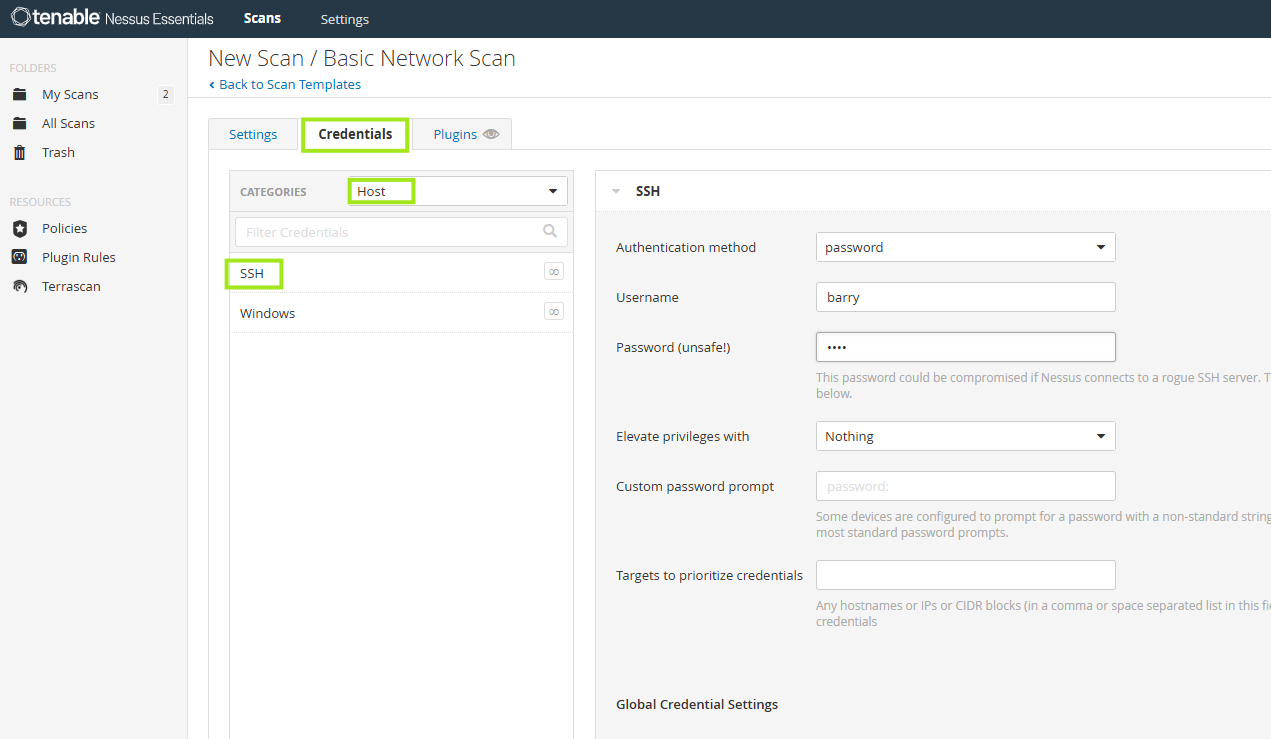 tenable Nessus Essentials
Scans
Settings
FOLDERS
My Scans
2
All Scans
Trash
RESOURCES
Policies
Plugin Rules
Terrascan
New Scan / Basic Network Scan
‹ Back to Scan Templates
Settings
Credentials
Plugins
CATEGORIES
Host
Filter Credentials
SSH
∞
Windows
∞
SSH
Authentication method
password
Username
barry
Password (unsafe!)
••••
This password could be compromised if Nessus connects to a rogue SSH server. T
below.
Elevate privileges with
Nothing
Custom password prompt
password:
Some devices are configured to prompt for a password with a non-standard string
most standard password prompts.
Targets to prioritize credentials
Any hostnames or IPs or CIDR blocks (in a comma or space separated list in this fi
credentials
Global Credential Settings